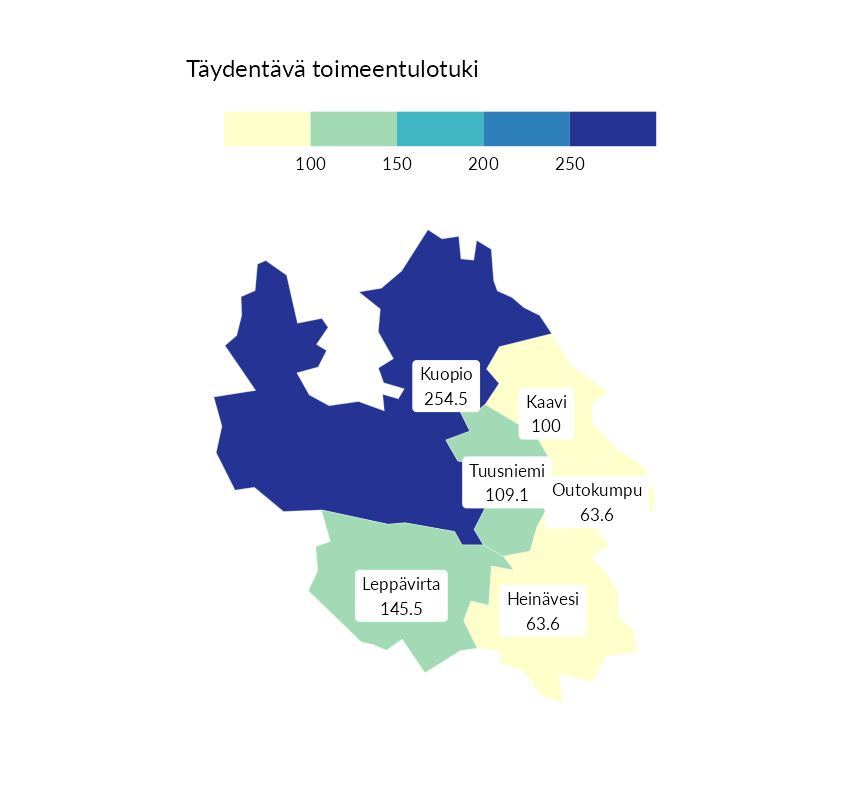 Täydentävä toimeentulotuki
100 150 200 250
Kuopio
254.5
Kaavi
100
Tuusniemi
109.1
Outokumpu
63.6
Leppävirta
145.5
Heinävesi
63.6